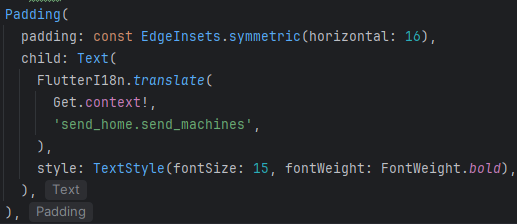 Padding(
  padding: const EdgeInsets.symmetric(horizontal: 16),
  child: Text(
    FlutterI18n.translate(
      Get.context!,
      'send_home.send_machines',
    ),
    style: TextStyle(fontSize: 15, fontWeight: FontWeight.bold),
  ), Text
), Padding